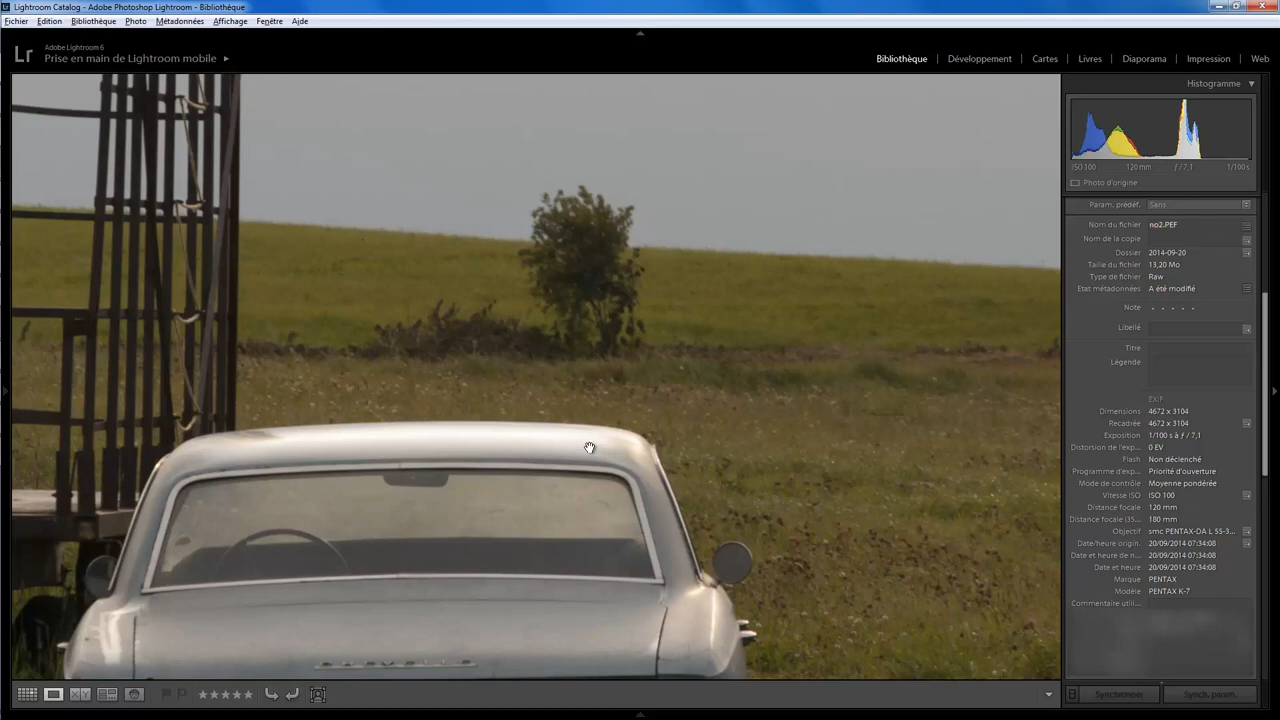 Lightroom Catalog - Adobe Photoshop Lightroom - Bibliothèque
Fichier Edition Bibliothèque Photo Métadonnées Affichage Fenêtre Aide
Lr
Adobe Lightroom 6
Prise en main de Lightroom mobile
Bibliothèque | Développement | Cartes | Livres | Diaporama | Impression | Web
Histogramme
ISO 100 120 mm ƒ / 7,1 1/100 s
Photo d'origine
Param. prédéf. Sans
Nom du fichier no2.PEF
Nom de la copie
Dossier 2014-09-20
Taille du fichier 13,20 Mo
Type de fichier Raw
Etat métadonnées A été modifié
Note
Libellé
Titre
Légende
EXIF
Dimensions 4672 x 3104
Recadrée 4672 x 3104
Exposition 1/100 s à ƒ / 7,1
Distorsion de l'exp... 0 EV
Flash Non déclenché
Programme d'exp... Priorité d'ouverture
Mode de contrôle Moyenne pondérée
Vitesse ISO ISO 100
Distance focale 120 mm
Distance focale (35... 180 mm
Objectif smc PENTAX-DA L 55-3...
Date/heure origin. 20/09/2014 07:34:08
Date et heure de n... 20/09/2014 07:34:08
Date et heure 20/09/2014 07:34:08
Marque PENTAX
Modèle PENTAX K-7
Commentaire utili...
XY
Synchroniser Synch. param.